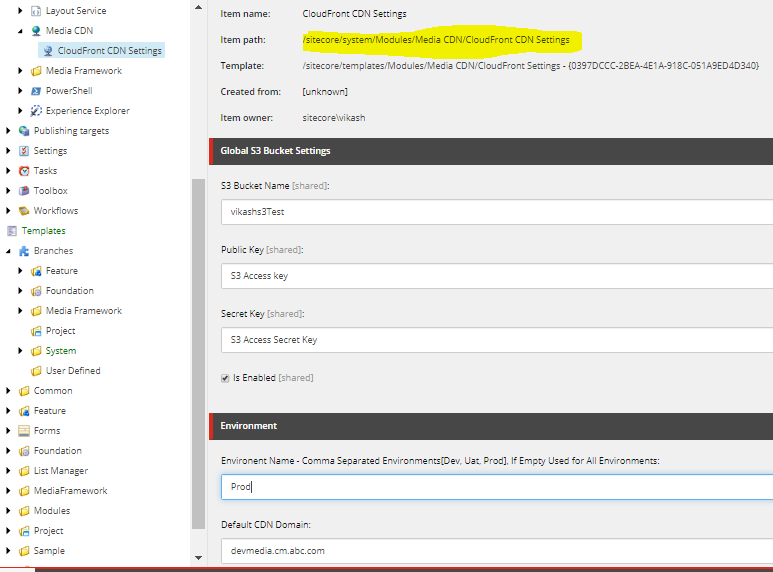 Layout Service
Media CDN
CloudFront CDN Settings
Media Framework
PowerShell
Experience Explorer
Publishing targets
Settings
Tasks
Toolbox
Workflows
Templates
Branches
Feature
Foundation
Media Framework
Project
System
User Defined
Common
Feature
Forms
Foundation
List Manager
MediaFramework
Modules
Project
Sample
Item name: CloudFront CDN Settings
Item path: /sitecore/system/Modules/Media CDN/CloudFront CDN Settings
Template: /sitecore/templates/Modules/Media CDN/CloudFront Settings - {0397DCCC-2BEA-4E1A-918C-051A9ED4D340}
Created from: [unknown]
Item owner: sitecore\vikash
Global S3 Bucket Settings
S3 Bucket Name [shared]:
vikashs3Test
Public Key [shared]:
S3 Access key
Secret Key [shared]:
S3 Access Secret Key
Is Enabled [shared]
Environment
Environent Name - Comma Separated Environments[Dev, Uat, Prod], If Empty Used for All Environments:
Prod
Default CDN Domain:
devmedia.cm.abc.com